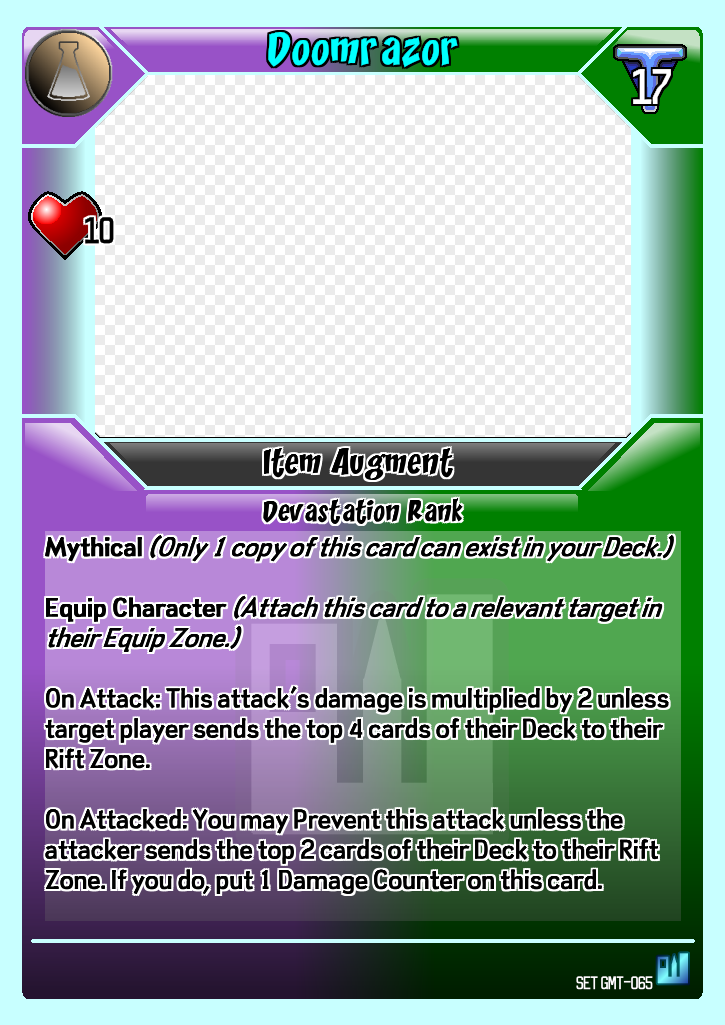 Doomrazor
17
10
Item Augment
Devastation Rank
Mythical (Only 1 copy of this card can exist in your Deck.)
Equip Character (Attach this card to a relevant target in
their Equip Zone.)
On Attack: This attack's damage is multiplied by 2 unless
target player sends the top 4 cards of their Deck to their
Rift Zone.
On Attacked: You may Prevent this attack unless the
attacker sends the top 2 cards of their Deck to their Rift
Zone. If you do, put 1 Damage Counter on this card.
SET GMT-065